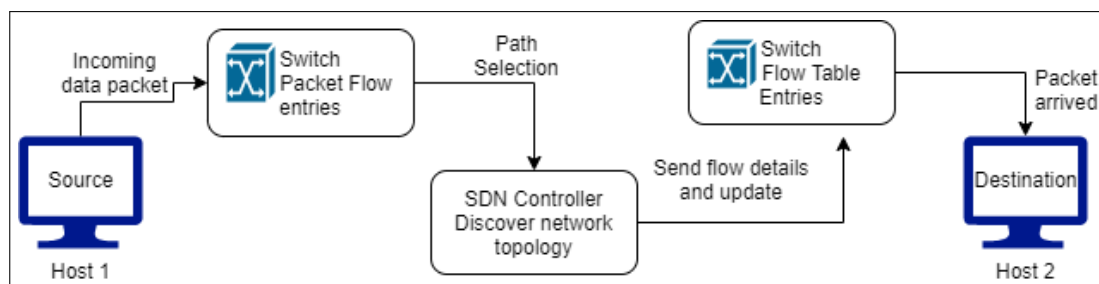 Incoming
data packet
Switch
Packet Flow
entries
Path
Selection
Switch
Flow Table
Entries
Packet
arrived
Source
Host 1
SDN Controller
Discover network
topology
Send flow details
and update
Destination
Host 2